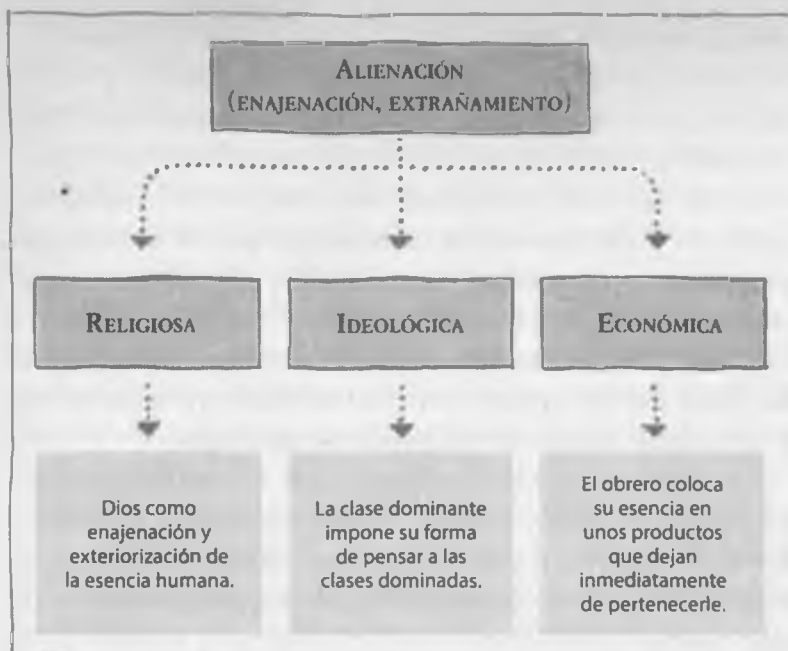 ALIENACIÓN
(ENAJENACIÓN, EXTRAÑAMIENTO)
RELIGIOSA
IDEOLÓGICA
ECONÓMICA
Dios como
enajenación y
exteriorización de
la esencia humana.
La clase dominante
impone su forma
de pensar a las
clases dominadas.
El obrero coloca
su esencia en
unos productos
que dejan
inmediatamente
de pertenecerle.